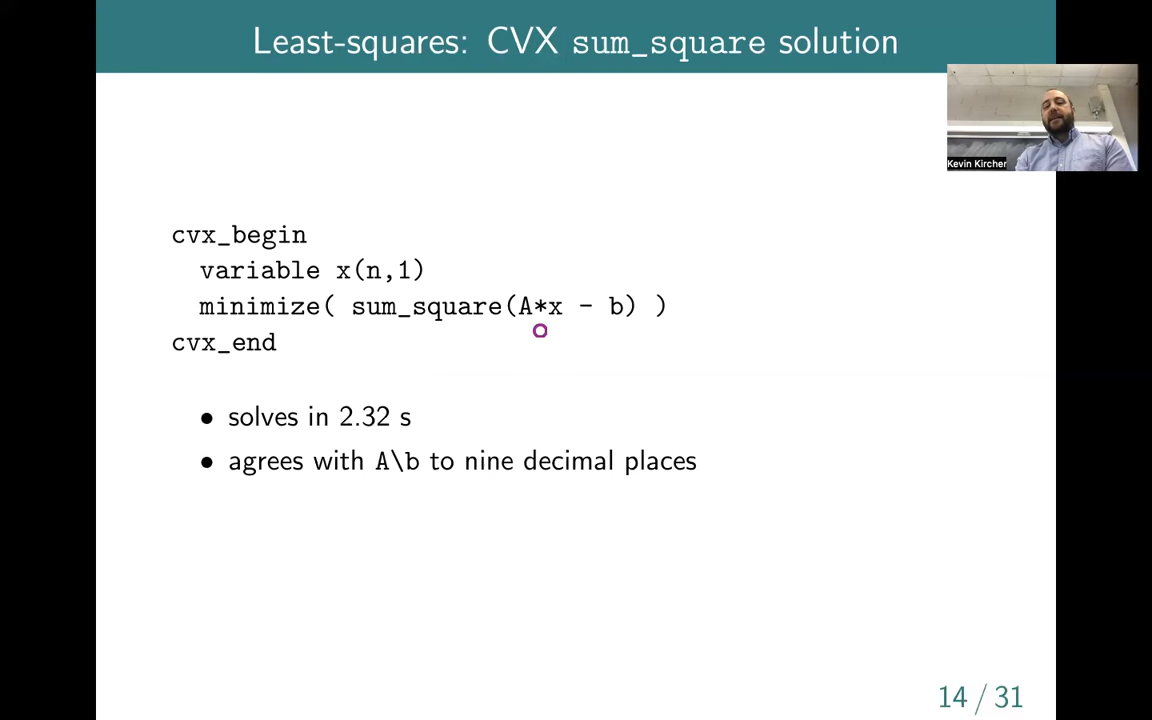 Least-squares: CVX sum_square solution
Kevin Kircher
cvx_begin
variable x(n,1)
minimize( sum_square(A*x - b) )
cvx_end
• solves in 2.32 s
• agrees with A\b to nine decimal places
14 / 31